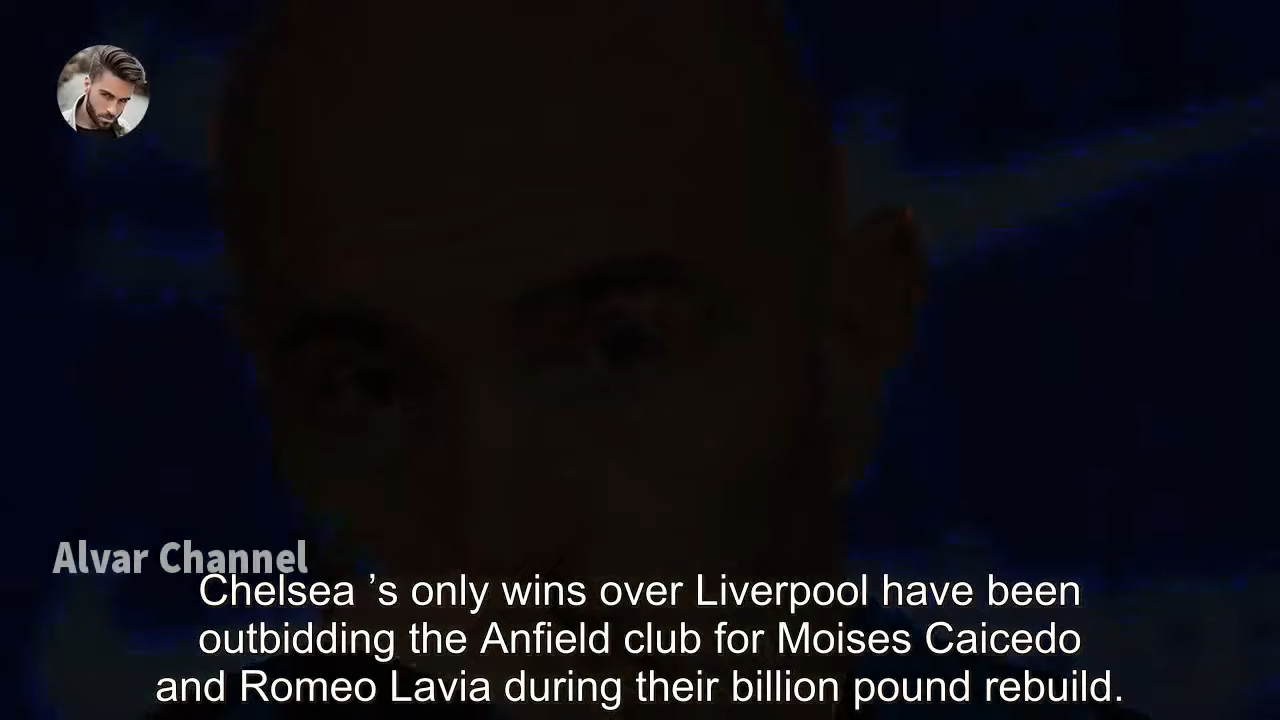 Alvar Channel
Chelsea ’s only wins over Liverpool have been
outbidding the Anfield club for Moises Caicedo
and Romeo Lavia during their billion pound rebuild.